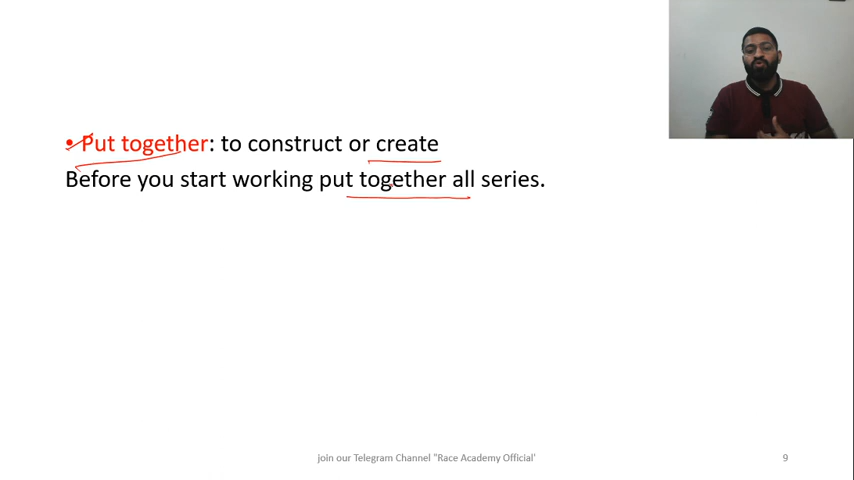 • Put together: to construct or create
Before you start working put together all series.
join our Telegram Channel "Race Academy Official'
9